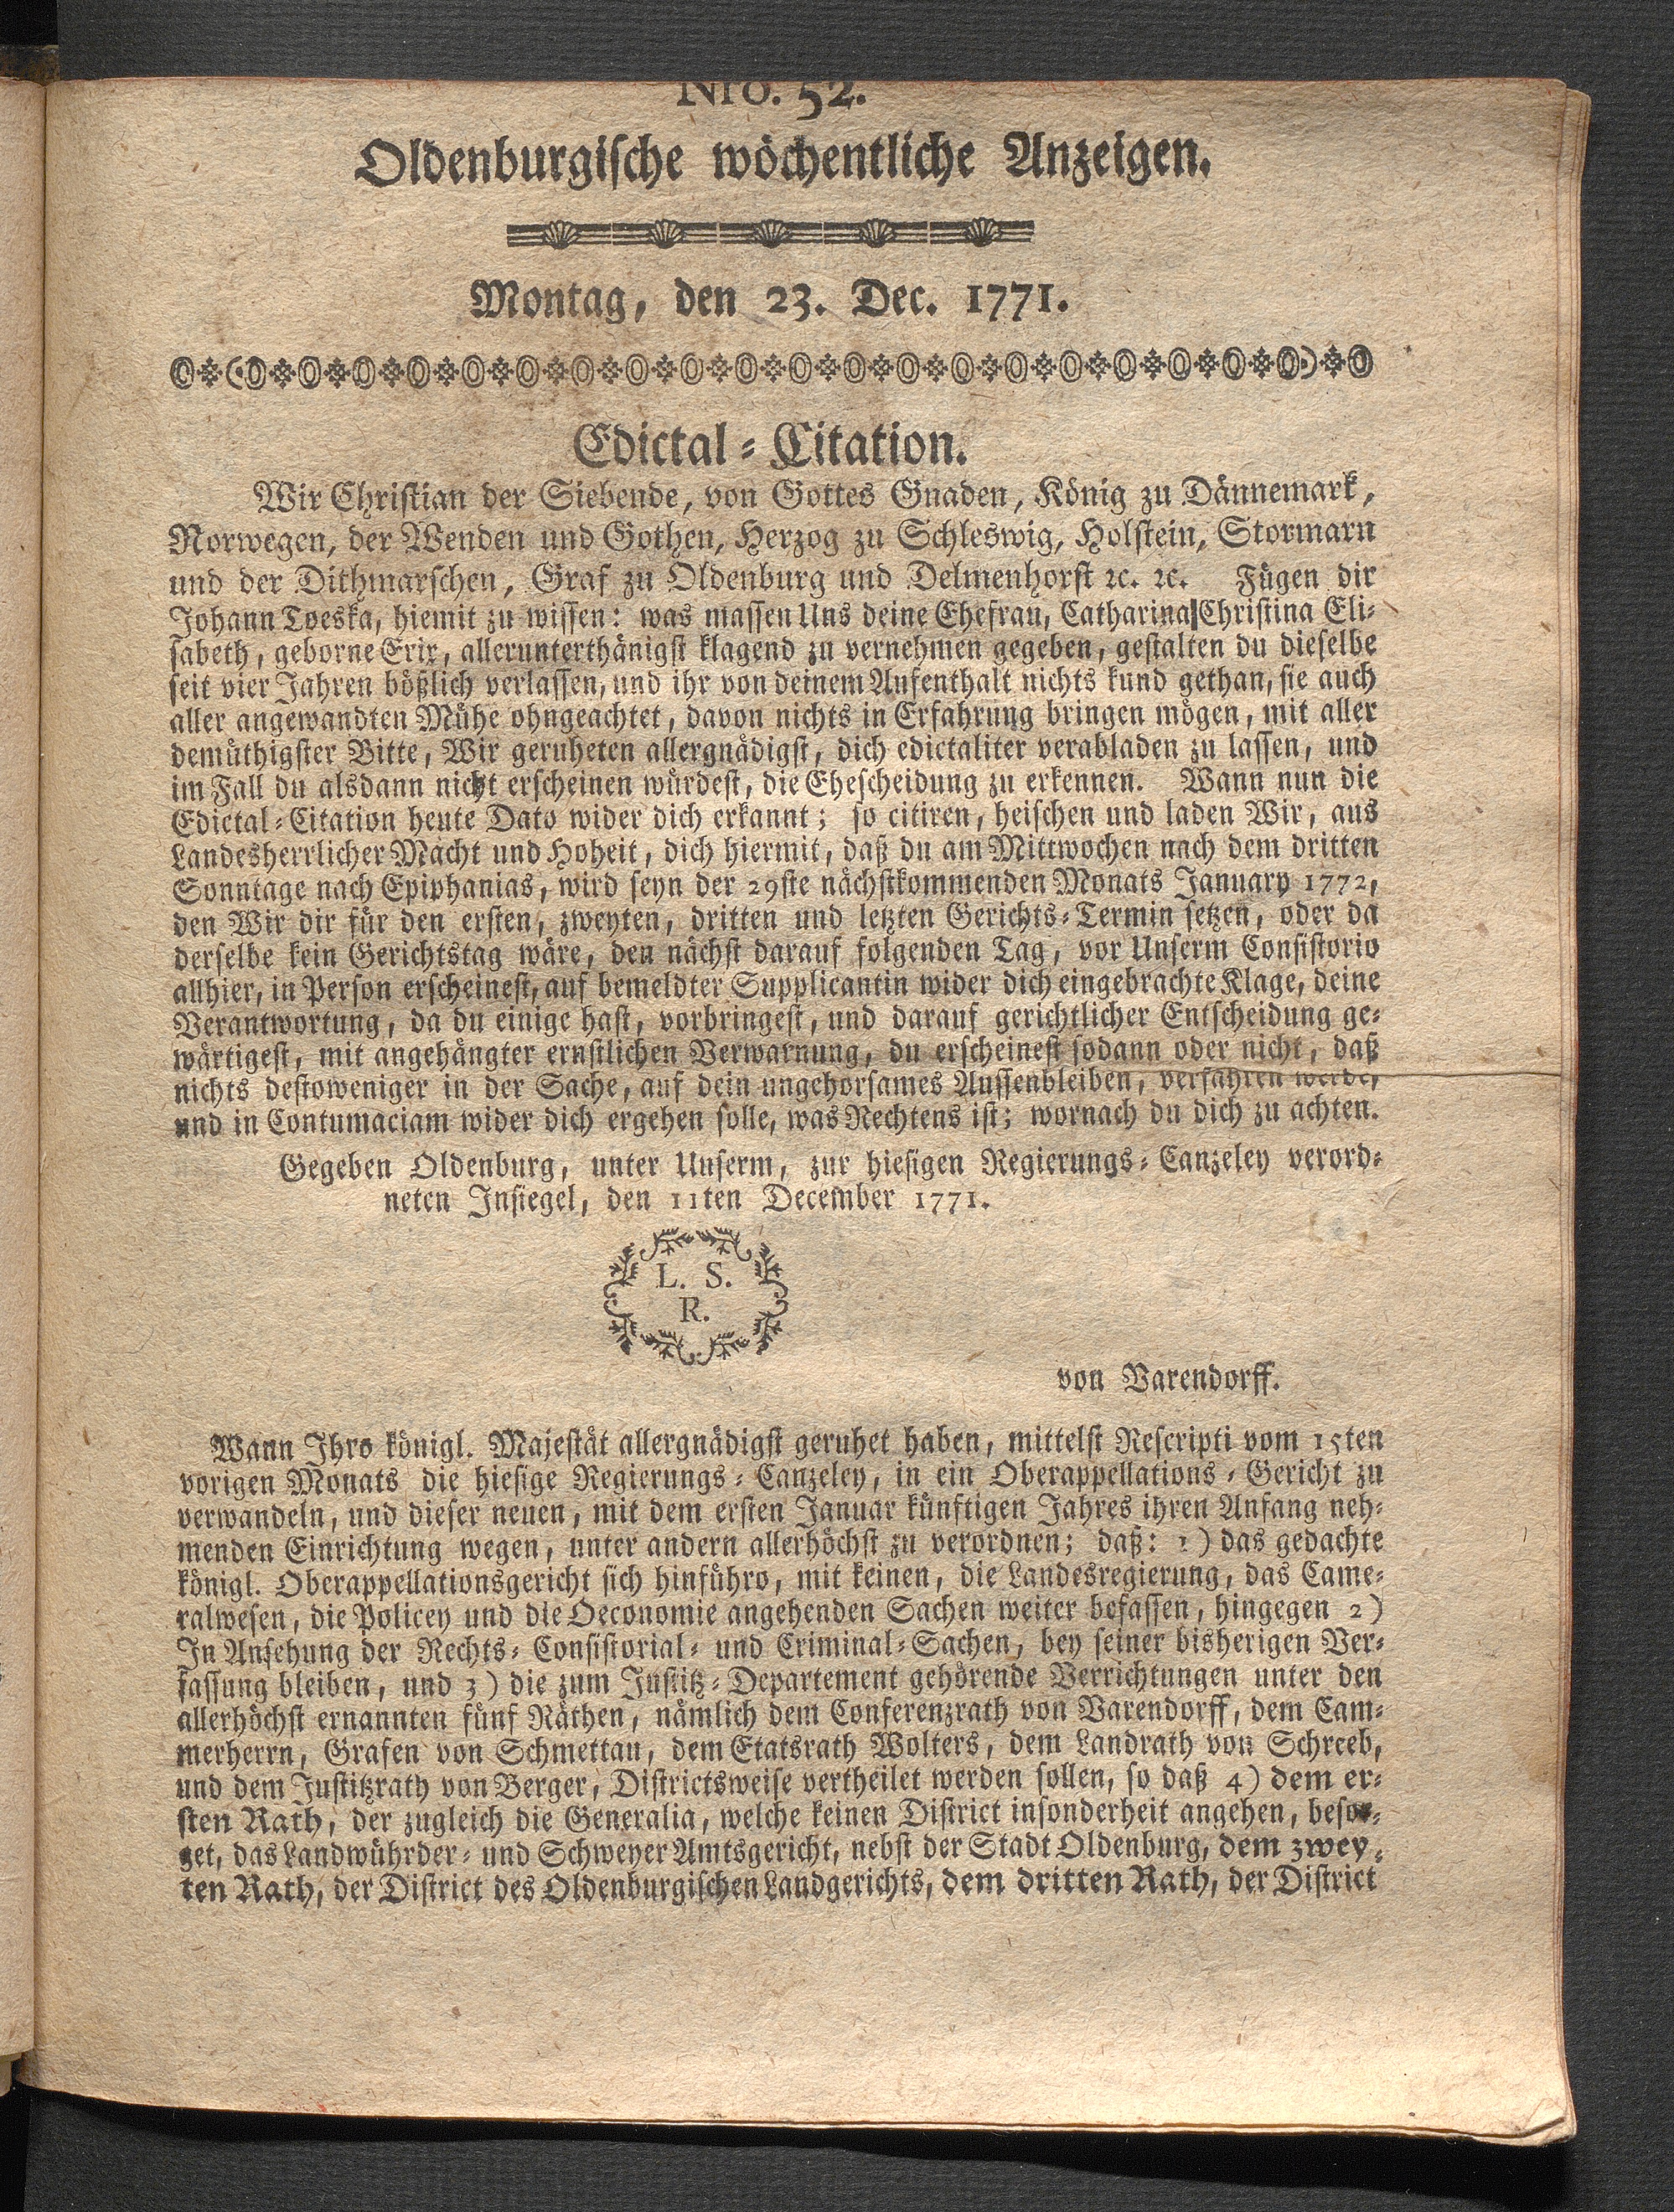 Nro. 52.
Oldenburgische wöchentliche Anzeigen.
Montag, den 23. Dec. 1771.
Edictal-Citation.
Wir Christian der Siebende, von Gottes Gnaden, König zu Dännemark,
Norwegen, der Wenden und Gothen, Herzog zu Schleswig, Holstein, Stormarn
und der Dithmarschen, Graf zu Oldenburg und Delmenhorst ꝛc. ꝛc. Fügen dir
Johann Toeska, hiemit zu wissen: was massen Uns deine Ehefrau, Catharina Christina Eli-
sabeth, geborne Erix, allerunterthänigst klagend zu vernehmen gegeben, gestalten du dieselbe
seit vier Jahren bößlich verlassen, und ihr von deinem Aufenthalt nichts kund gethan, sie auch
aller angewandten Mühe ohngeachtet, davon nichts in Erfahrung bringen mögen, mit aller
demüthigster Bitte, Wir geruheten allergnädigst, dich edictaliter verabladen zu lassen, und
im Fall du alsdann nicht erscheinen würdest, die Ehescheidung zu erkennen. Wann nun die
Edictal-Citation heute Dato wider dich erkannt; so citiren, heischen und laden Wir, aus
Landesherrlicher Macht und Hoheit, dich hiermit, daß du am Mittwochen nach dem dritten
Sonntage nach Epiphanias, wird seyn der 29ste nächstkommenden Monats January 1772,
den Wir dir für den ersten, zweyten, dritten und letzten Gerichts-Termin setzen, oder da
derselbe kein Gerichtstag wäre, den nächst darauf folgenden Tag, vor Unserm Consistorio
allhier, in Person erscheinest, auf bemeldter Supplicantin wider dich eingebrachte Klage, deine
Verantwortung, da du einige hast, vorbringest, und darauf gerichtlicher Entscheidung ge-
wärtigest, mit angehängter ernstlichen Verwarnung, du erscheinest sodann oder nicht, daß
nichts destoweniger in der Sache, auf dein ungehorsames Aussenbleiben, verfahren werde,
und in Contumaciam wider dich ergehen solle, was Rechtens ist; wornach du dich zu achten.
Gegeben Oldenburg, unter Unserm, zur hiesigen Regierungs-Canzeley verord-
neten Insiegel, den 11ten December 1771.
L. S.
R.
von Varendorff.
Wann Ihro königl. Majestät allergnädigst geruhet haben, mittelst Rescripti vom 15ten
vorigen Monats die hiesige Regierungs-Canzeley, in ein Oberappellations-Gericht zu
verwandeln, und dieser neuen, mit dem ersten Januar künftigen Jahres ihren Anfang neh-
menden Einrichtung wegen, unter andern allerhöchst zu verordnen; daß: 1) das gedachte
königl. Oberappellationsgericht sich hinführo, mit keinen, die Landesregierung, das Came-
ralwesen, die Policey und die Oeconomie angehenden Sachen weiter befassen, hingegen 2)
In Ansehung der Rechts- Consistorial- und Criminal-Sachen, bey seiner bisherigen Ver-
fassung bleiben, und 3) die zum Justitz-Departement gehörende Verrichtungen unter den
allerhöchst ernannten fünf Räthen, nämlich dem Conferenzrath von Varendorff, dem Cam-
merherrn, Grafen von Schmettau, dem Etatsrath Wolters, dem Landrath von Schreeb,
und dem Justitzrath von Berger, Districtsweise vertheilet werden sollen, so daß 4) dem er-
sten Rath, der zugleich die Generalia, welche keinen District insonderheit angehen, besor-
get, das Landwührder- und Schweyer Amtsgericht, nebst der Stadt Oldenburg, dem zwey-
ten Rath, der District des Oldenburgischen Landgerichts, dem dritten Rath, der District